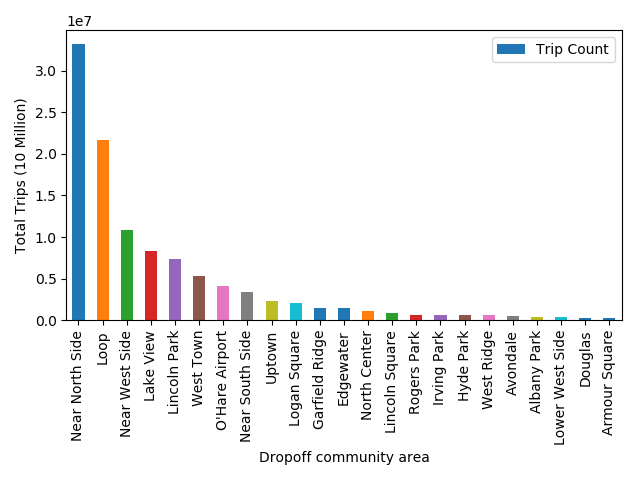 1e7
Trip Count
3.0
2.5
2.0
1.5
1.0
0.5
0.0
Total Trips (10 Million)
Near North Side
Loop
Near West Side
Lake View
Lincoln Park
West Town
O'Hare Airport
Near South Side
Uptown
Logan Square
Garfield Ridge
Edgewater
North Center
Lincoln Square
Rogers Park
Irving Park
Hyde Park
West Ridge
Avondale
Albany Park
Lower West Side
Douglas
Armour Square
Dropoff community area